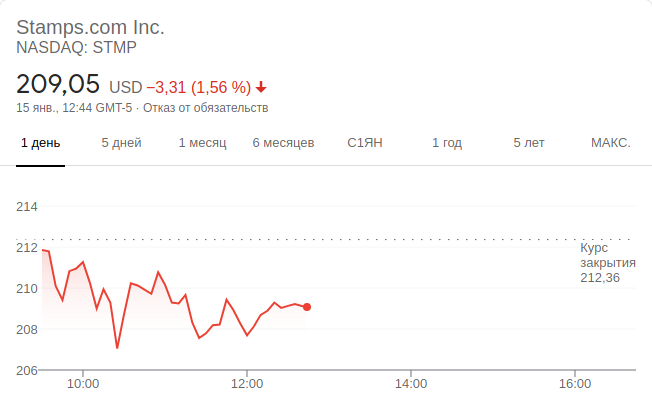 Stamps.com Inc.
NASDAQ: STMP
209,05 USD −3,31 (1,56 %)
15 янв., 12:44 GMT-5 · Отказ от обязательств
1 день 5 дней 1 месяц 6 месяцев С1ЯН 1 год 5 лет МАКС.
214
212
Курс
закрытия
212,36
210
208
206
10:00 12:00 14:00 16:00